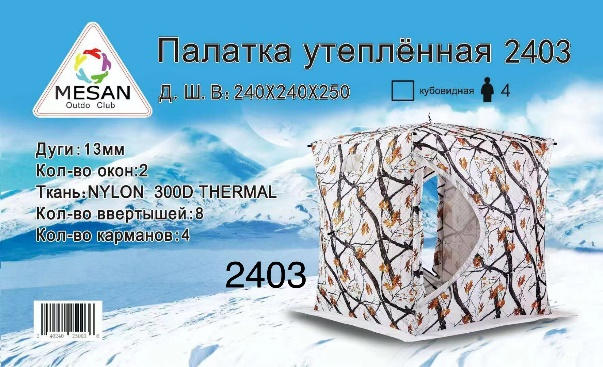 MESAN
Outdo Club
Палатка утеплённая 2403
Д. Ш. В: 240X240X250
кубовидная 4
Дуги: 13мм
Кол-во окон:2
Ткань:NYLON 300D THERMAL
Кол-во ввертышей:8
Кол-во карманов:4
2403